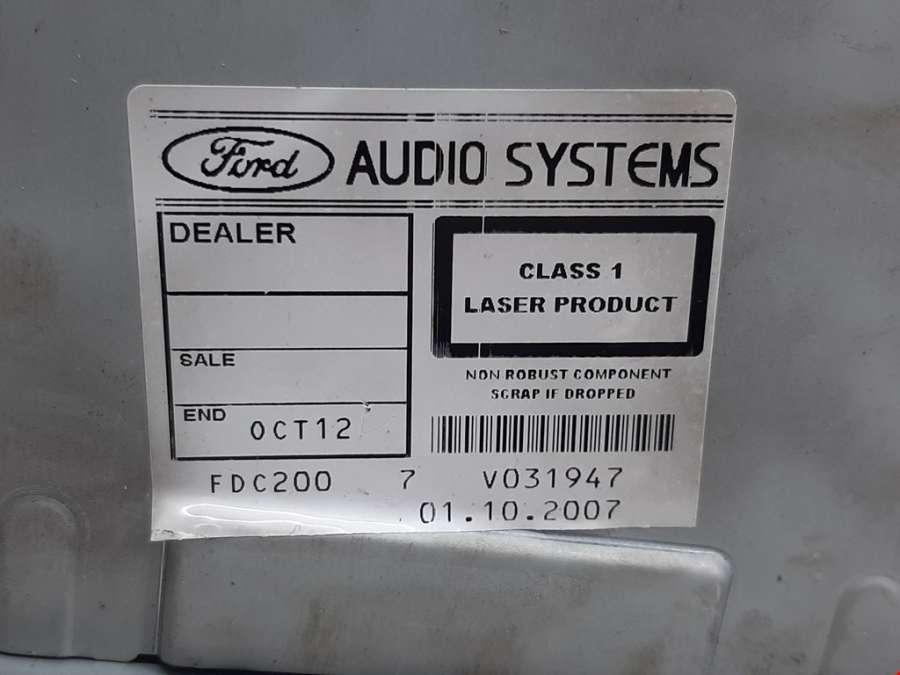 Ford AUDIO SYSTEMS
DEALER
SALE
END OCT12
CLASS 1
LASER PRODUCT
NON ROBUST COMPONENT
SCRAP IF DROPPED
FDC200 7 V031947
01.10.2007